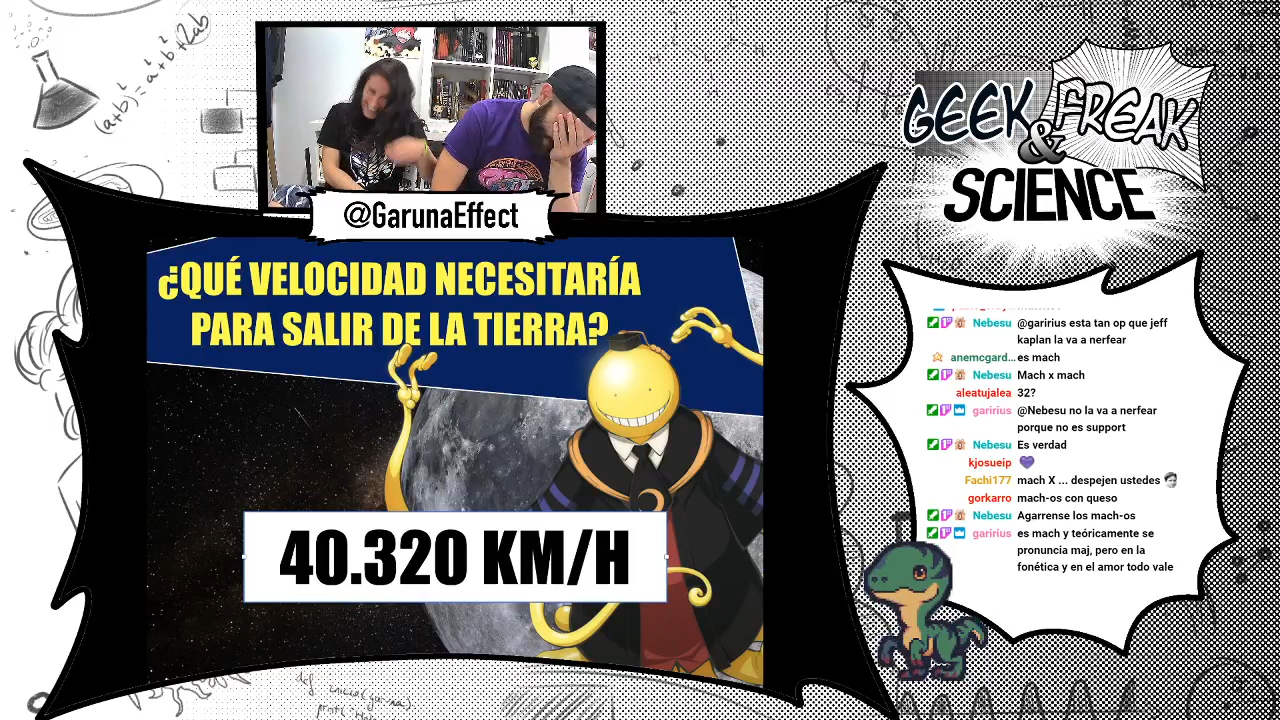 (a+b)²=a²+b²+2ab
GEEK
&
FREAK
SCIENCE
@GarunaEffect
¿QUÉ VELOCIDAD NECESITARÍA
PARA SALIR DE LA TIERRA?
40.320 KM/H
Nebesu @garirius esta tan op que jeff
kaplan la va a nerfear
anemcgard... es mach
Nebesu Mach x mach
aleatujalea 32?
garirius @Nebesu no la va a nerfear
porque no es support
Nebesu Es verdad
kjosueip 💜
Fachi177 mach X ... despejen ustedes
gorkarro mach-os con queso
Nebesu Agarrense los mach-os
garirius es mach y teóricamente se
pronuncia maj, pero en la
fonética y en el amor todo vale